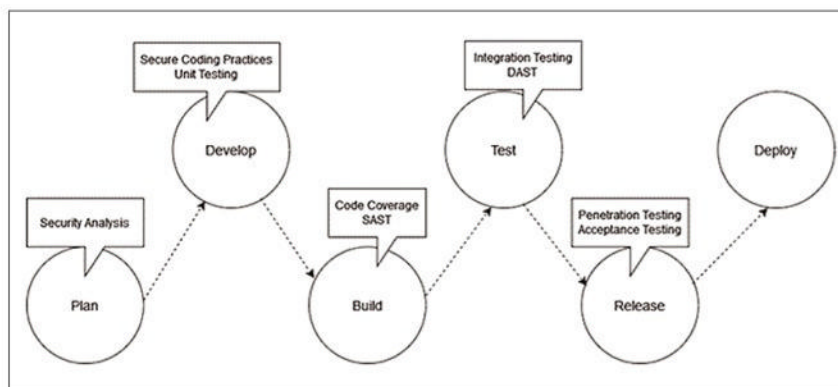 Secure Coding Practices
Unit Testing
Integration Testing
DAST
Develop
Test
Deploy
Security Analysis
Code Coverage
SAST
Penetration Testing
Acceptance Testing
Plan
Build
Release